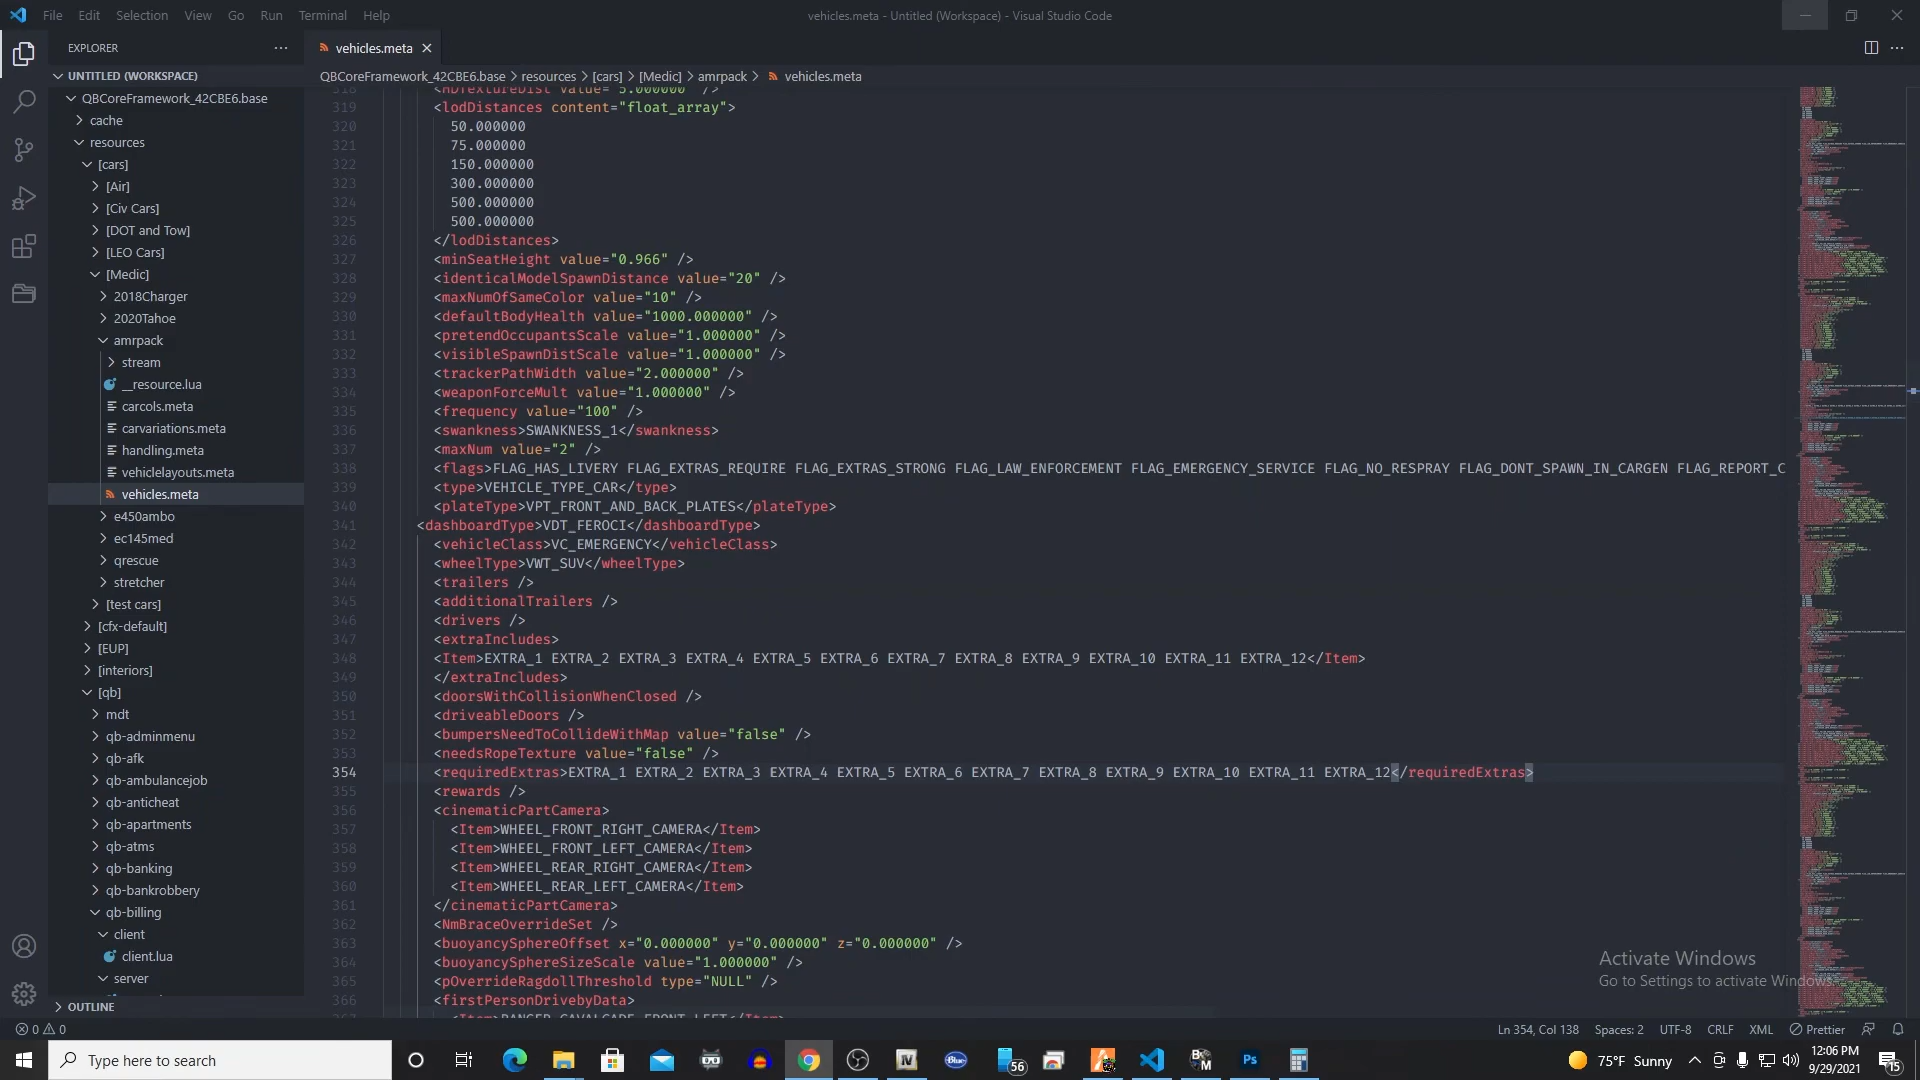 File Edit Selection View Go Run Terminal Help
vehicles.meta - Untitled (Workspace) - Visual Studio Code
EXPLORER
vehicles.meta
UNTITLED (WORKSPACE)
QBCoreFramework_42CBE6.base > resources > [cars] > [Medic] > amrpack > vehicles.meta
QBCoreFramework_42CBE6.base
cache
resources
[cars]
[Air]
[Civ Cars]
[DOT and Tow]
[LEO Cars]
[Medic]
2018Charger
2020Tahoe
amrpack
stream
__resource.lua
carcols.meta
carvariations.meta
handling.meta
vehiclelayouts.meta
vehicles.meta
e450ambo
ec145med
qrescue
stretcher
[test cars]
[cfx-default]
[EUP]
[interiors]
[qb]
mdt
qb-adminmenu
qb-afk
qb-ambulancejob
qb-anticheat
qb-apartments
qb-atms
qb-banking
qb-bankrobbery
qb-billing
client
client.lua
server
OUTLINE
318 <HDTextureDist value="5.000000" />
319 <lodDistances content="float_array">
320 50.000000
321 75.000000
322 150.000000
323 300.000000
324 500.000000
325 500.000000
326 </lodDistances>
327 <minSeatHeight value="0.966" />
328 <identicalModelSpawnDistance value="20" />
329 <maxNumOfSameColor value="10" />
330 <defaultBodyHealth value="1000.000000" />
331 <pretendOccupantsScale value="1.000000" />
332 <visibleSpawnDistScale value="1.000000" />
333 <trackerPathWidth value="2.000000" />
334 <weaponForceMult value="1.000000" />
335 <frequency value="100" />
336 <swankness>SWANKNESS_1</swankness>
337 <maxNum value="2" />
338 <flags>FLAG_HAS_LIVERY FLAG_EXTRAS_REQUIRE FLAG_EXTRAS_STRONG FLAG_LAW_ENFORCEMENT FLAG_EMERGENCY_SERVICE FLAG_NO_RESPRAY FLAG_DONT_SPAWN_IN_CARGEN FLAG_REPORT_C
339 <type>VEHICLE_TYPE_CAR</type>
340 <plateType>VPT_FRONT_AND_BACK_PLATES</plateType>
341 <dashboardType>VDT_FEROCI</dashboardType>
342 <vehicleClass>VC_EMERGENCY</vehicleClass>
343 <wheelType>VWT_SUV</wheelType>
344 <trailers />
345 <additionalTrailers />
346 <drivers />
347 <extraIncludes>
348 <Item>EXTRA_1 EXTRA_2 EXTRA_3 EXTRA_4 EXTRA_5 EXTRA_6 EXTRA_7 EXTRA_8 EXTRA_9 EXTRA_10 EXTRA_11 EXTRA_12</Item>
349 </extraIncludes>
350 <doorsWithCollisionWhenClosed />
351 <driveableDoors />
352 <bumpersNeedToCollideWithMap value="false" />
353 <needsRopeTexture value="false" />
354 <requiredExtras>EXTRA_1 EXTRA_2 EXTRA_3 EXTRA_4 EXTRA_5 EXTRA_6 EXTRA_7 EXTRA_8 EXTRA_9 EXTRA_10 EXTRA_11 EXTRA_12</requiredExtras>
355 <rewards />
356 <cinematicPartCamera>
357 <Item>WHEEL_FRONT_RIGHT_CAMERA</Item>
358 <Item>WHEEL_FRONT_LEFT_CAMERA</Item>
359 <Item>WHEEL_REAR_RIGHT_CAMERA</Item>
360 <Item>WHEEL_REAR_LEFT_CAMERA</Item>
361 </cinematicPartCamera>
362 <NmBraceOverrideSet />
363 <buoyancySphereOffset x="0.000000" y="0.000000" z="0.000000" />
364 <buoyancySphereSizeScale value="1.000000" />
365 <pOverrideRagdollThreshold type="NULL" />
366 <firstPersonDrivebyData>
Activate Windows
Go to Settings to activate Windows.
0 0
Ln 354, Col 138 Spaces: 2 UTF-8 CRLF XML Prettier
Type here to search
Blue
56
BM
Ps
75°F Sunny
12:06 PM
9/29/2021
15